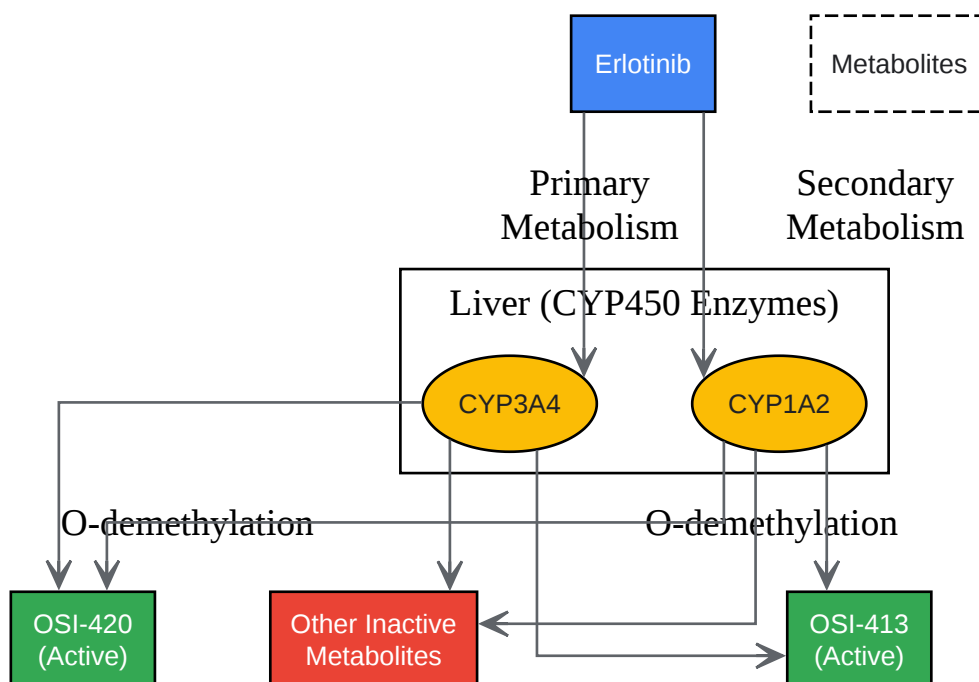 Erlotinib
Metabolites
Primary
Metabolism
Secondary
Metabolism
Liver (CYP450 Enzymes)
CYP3A4
CYP1A2
O-demethylation
O-demethylation
OSI-420
(Active)
Other Inactive
Metabolites
OSI-413
(Active)